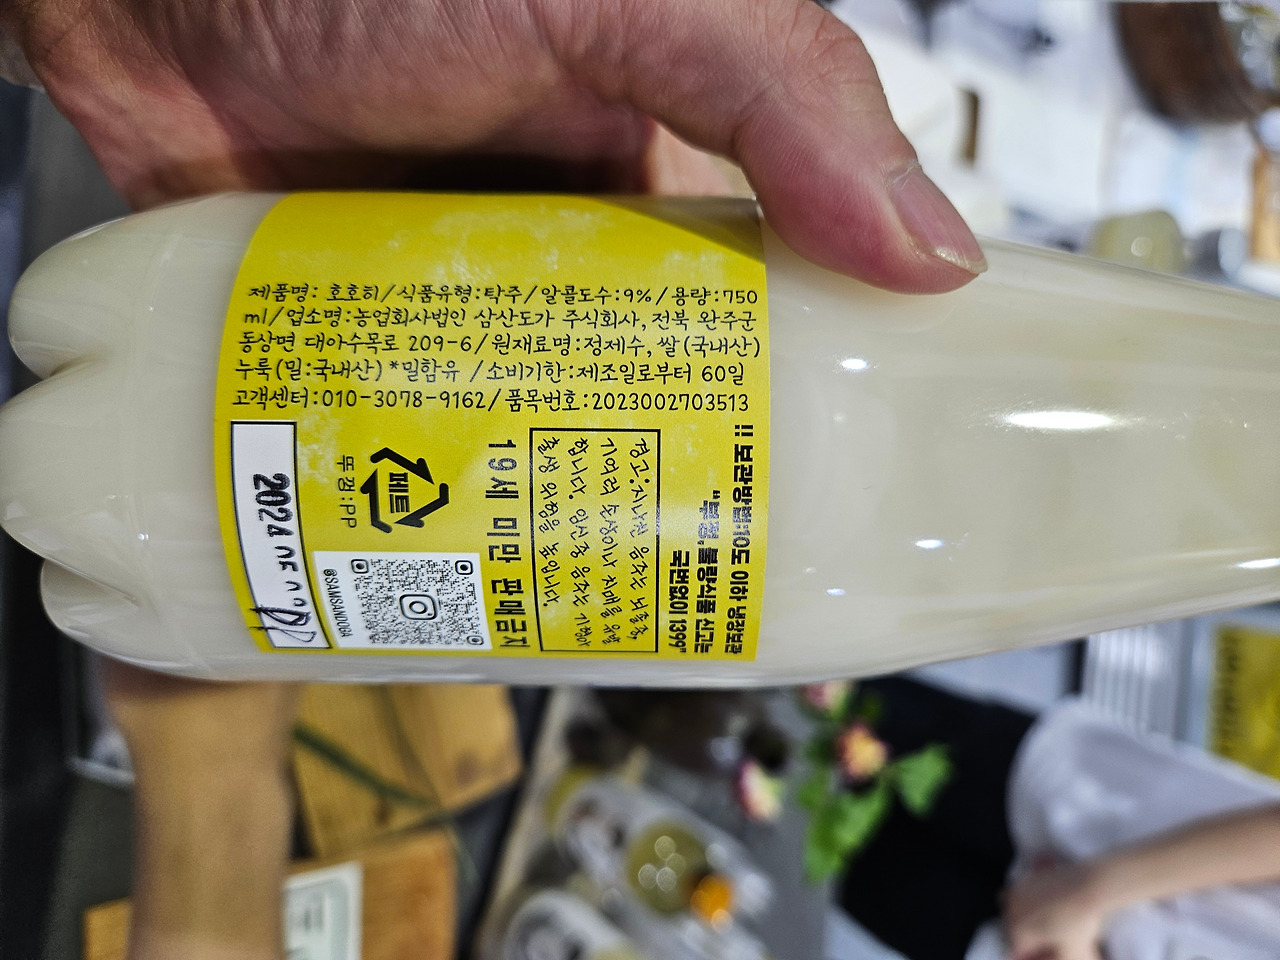 제품명: 호호히/식품유형:탁주/알콜도수:9%/용량:750
ml/업소명:농업회사법인 삼산도가 주식회사, 전북 완주군
동상면 대아수목로 209-6/원재료명:정제수, 쌀(국내산)
누룩(밀:국내산) *밀함유 /소비기한:제조일로부터 60일
고객센터:010-3078-9162/품목번호:2023002703513
!! 보관방법:10도 이하 냉장보관
"부정,불량식품 신고는
국번없이 1399"
경고:지나친 음주는 뇌졸중,
기억력 손상이나 치매를 유발
합니다. 임신중 음주는 기형아
출생 위험을 높입니다.
19세 미만 판매금지
페트
뚜껑:PP
@SAMSANDOGA
2024